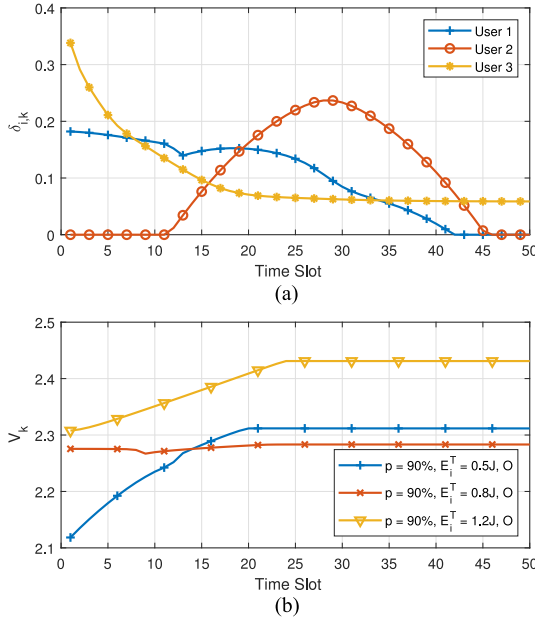 0.4
0.3
0.2
0.1
0
δi,k
User 1
User 2
User 3
0 5 10 15 20 25 30 35 40 45 50
Time Slot
(a)
2.5
2.4
2.3
2.2
2.1
Vk
p = 90%, E_i^T = 0.5J, O
p = 90%, E_i^T = 0.8J, O
p = 90%, E_i^T = 1.2J, O
0 5 10 15 20 25 30 35 40 45 50
Time Slot
(b)